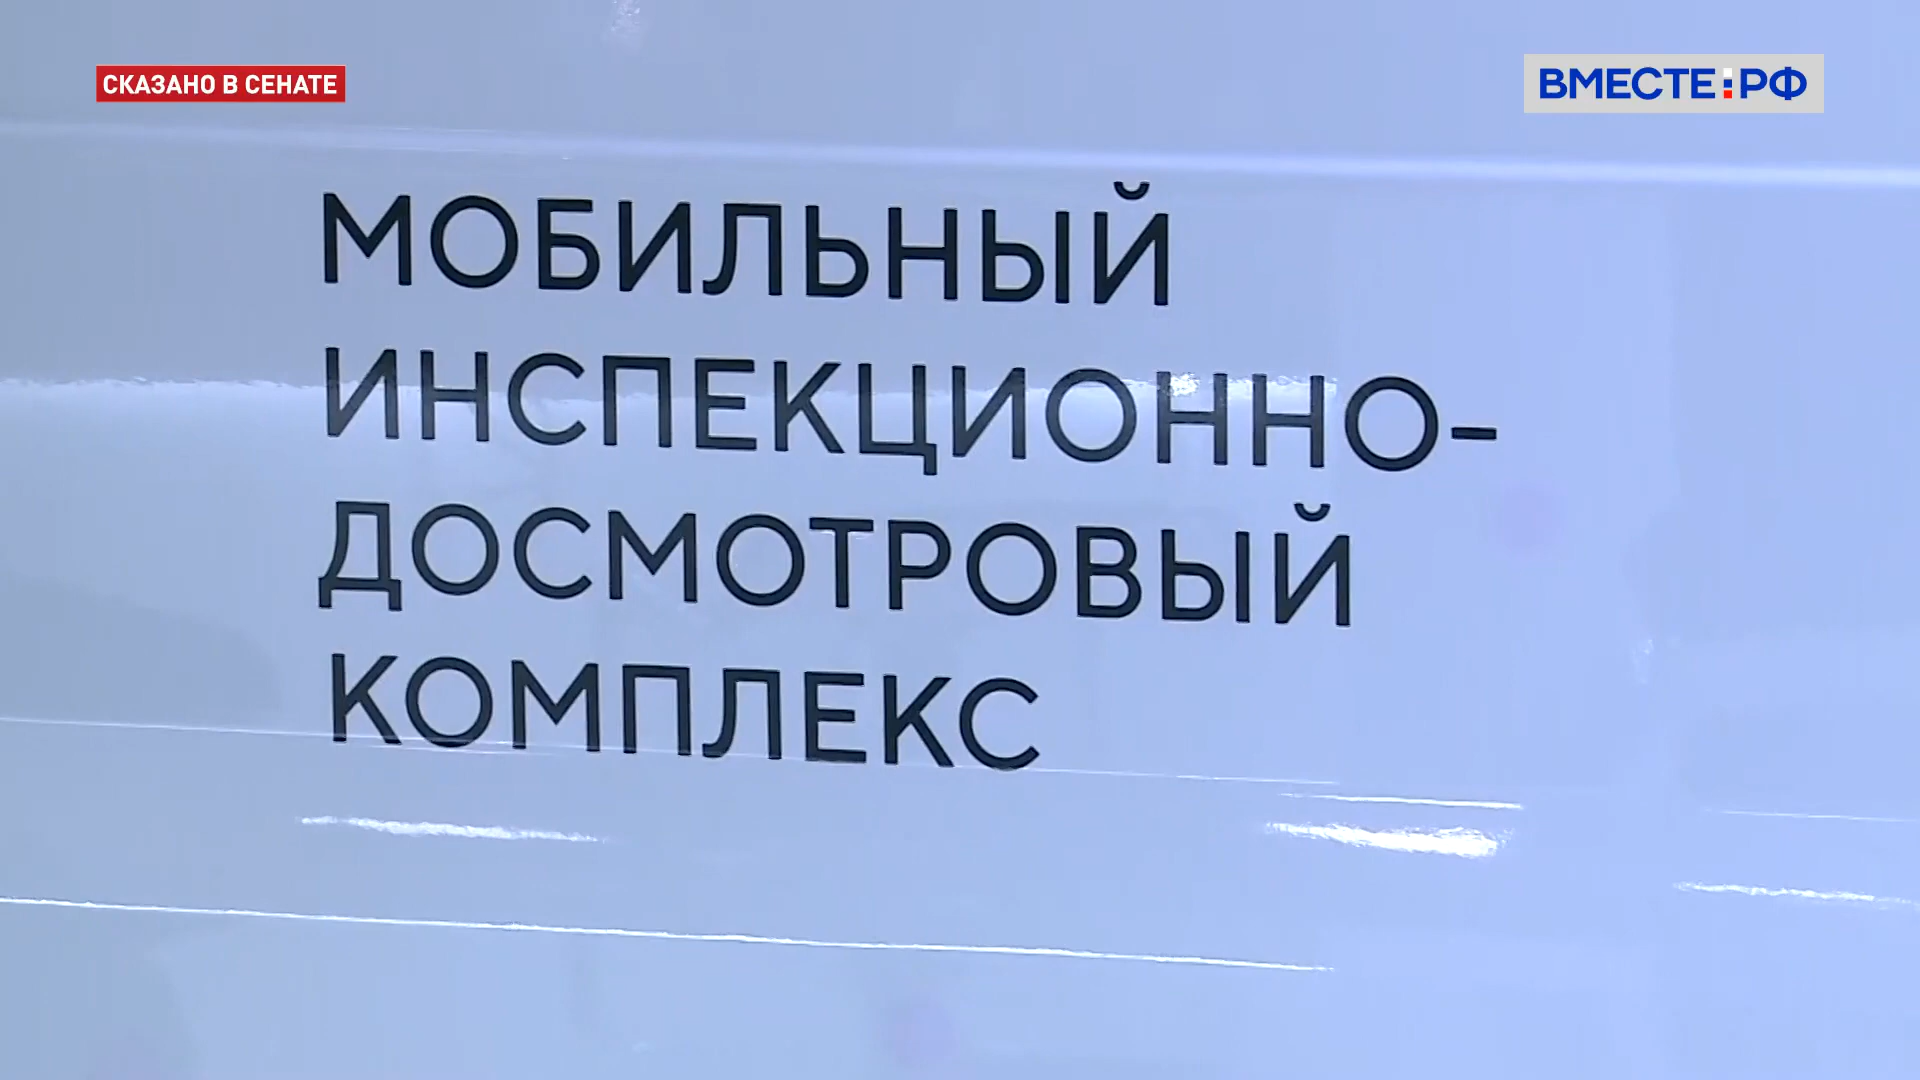 СКАЗАНО В СЕНАТЕ
ВМЕСТЕ:РФ
МОБИЛЬНЫЙ
ИНСПЕКЦИОННО-
ДОСМОТРОВЫЙ
КОМПЛЕКС